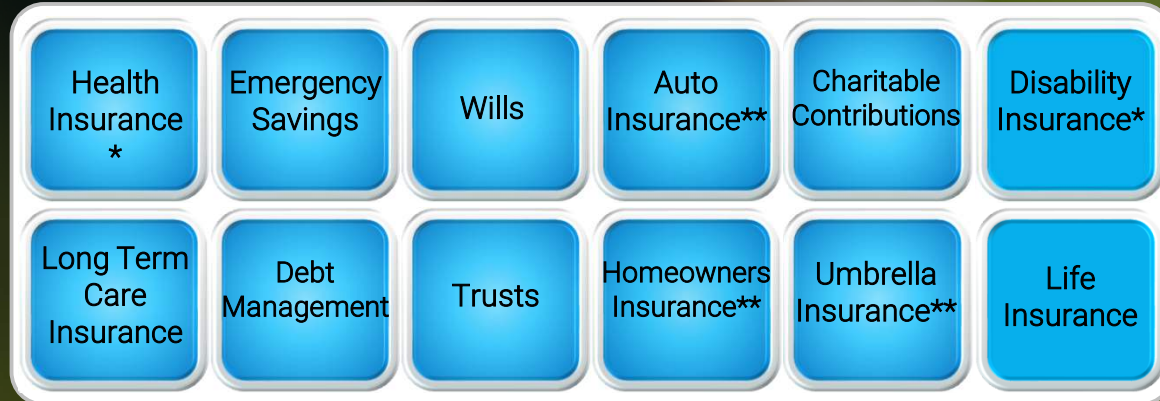 Health
Insurance
*
Emergency
Savings
Wills
Auto
Insurance**
Charitable
Contributions
Disability
Insurance*
Long Term
Care
Insurance
Debt
Management
Trusts
Homeowners
Insurance**
Umbrella
Insurance**
Life
Insurance